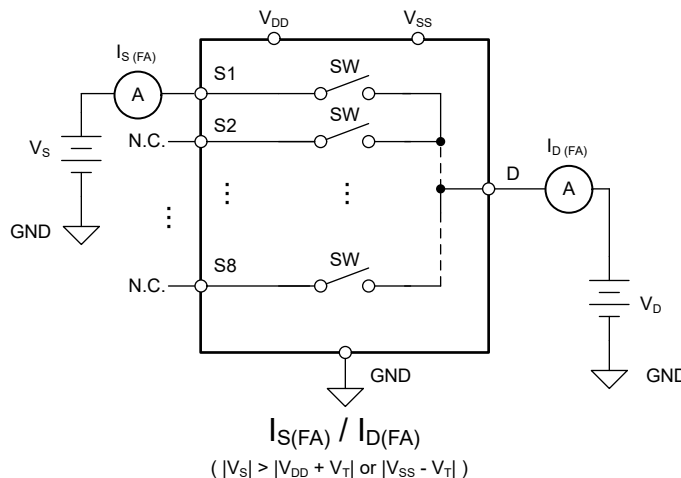 V_DD V_SS
I_S (FA)
A S1 SW
N.C. S2 SW
V_S
I_D (FA)
D A
GND
N.C. S8 SW
V_D
GND GND
I_S(FA) / I_D(FA)
( |V_S| > |V_DD + V_T| or |V_SS - V_T| )